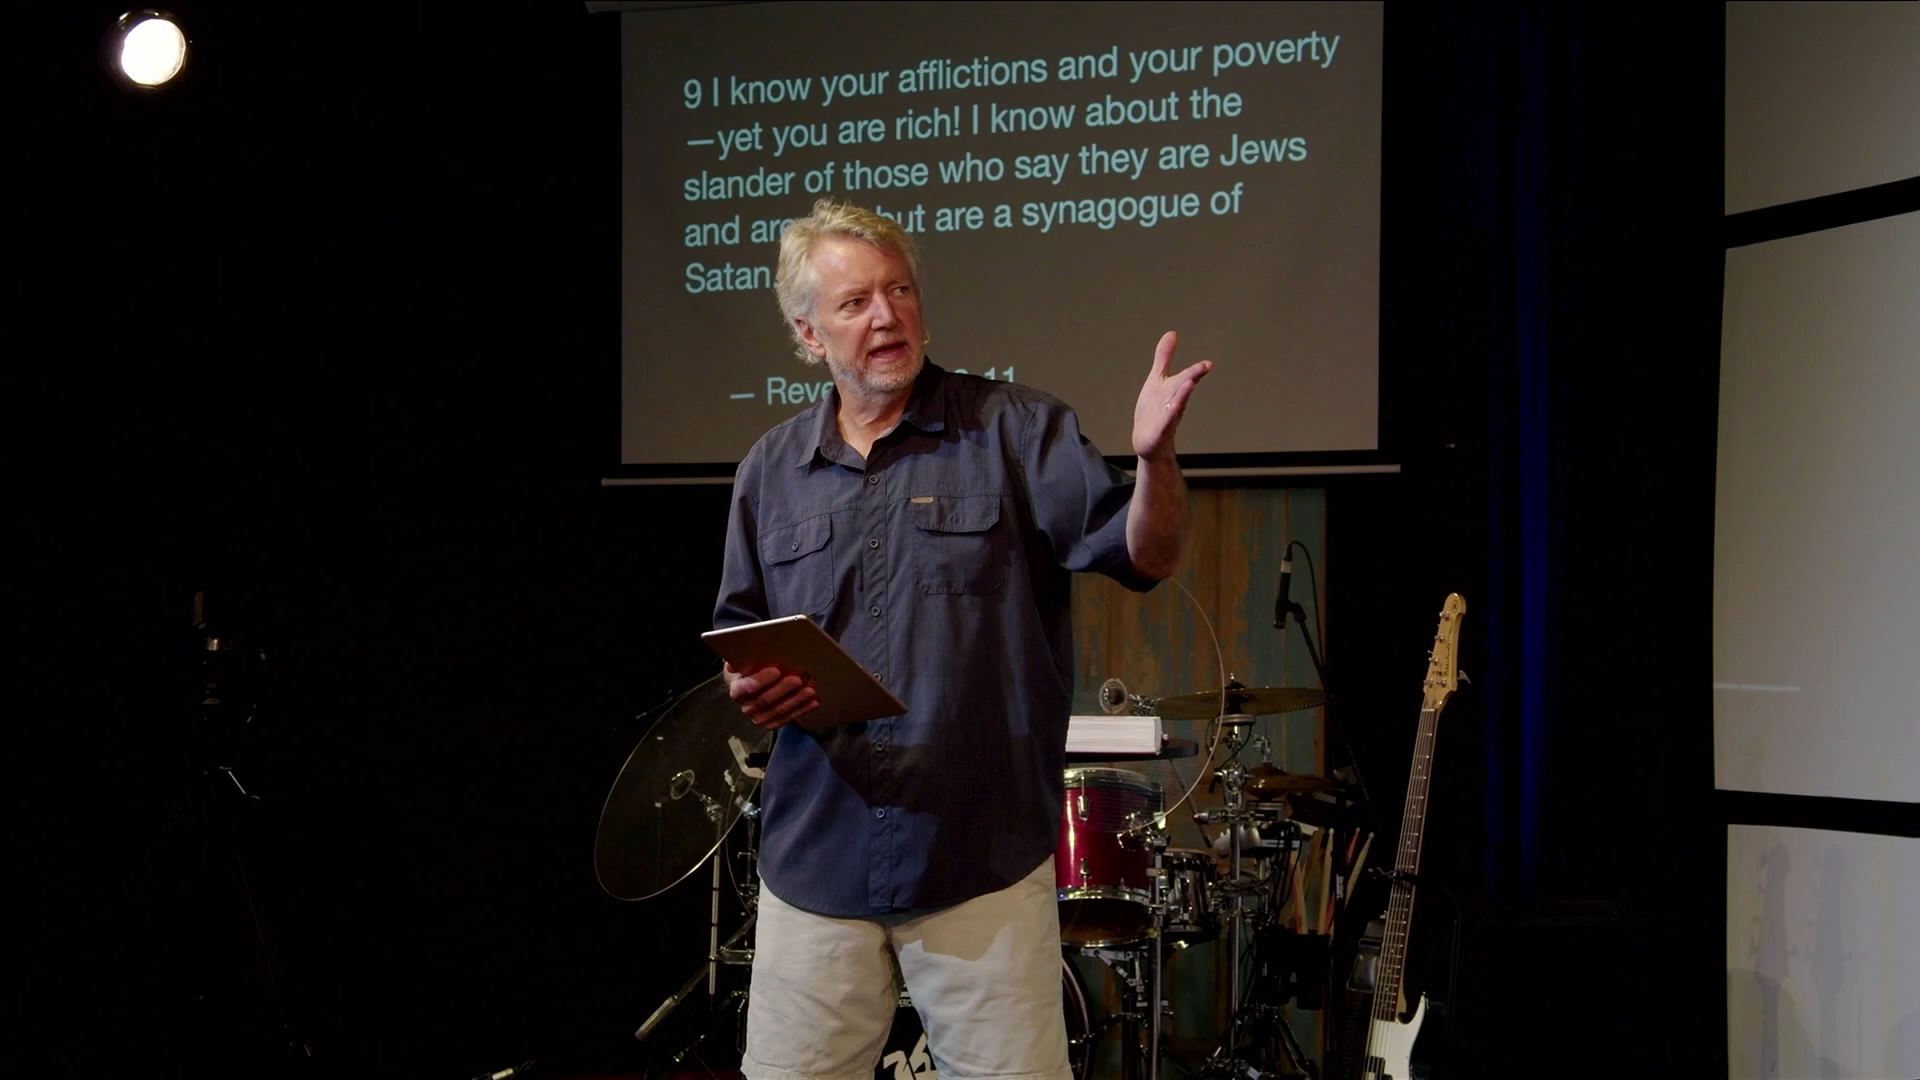 9 I know your afflictions and your poverty
—yet you are rich! I know about the
slander of those who say they are Jews
and are but are a synagogue of
Satan.
— Reve 11